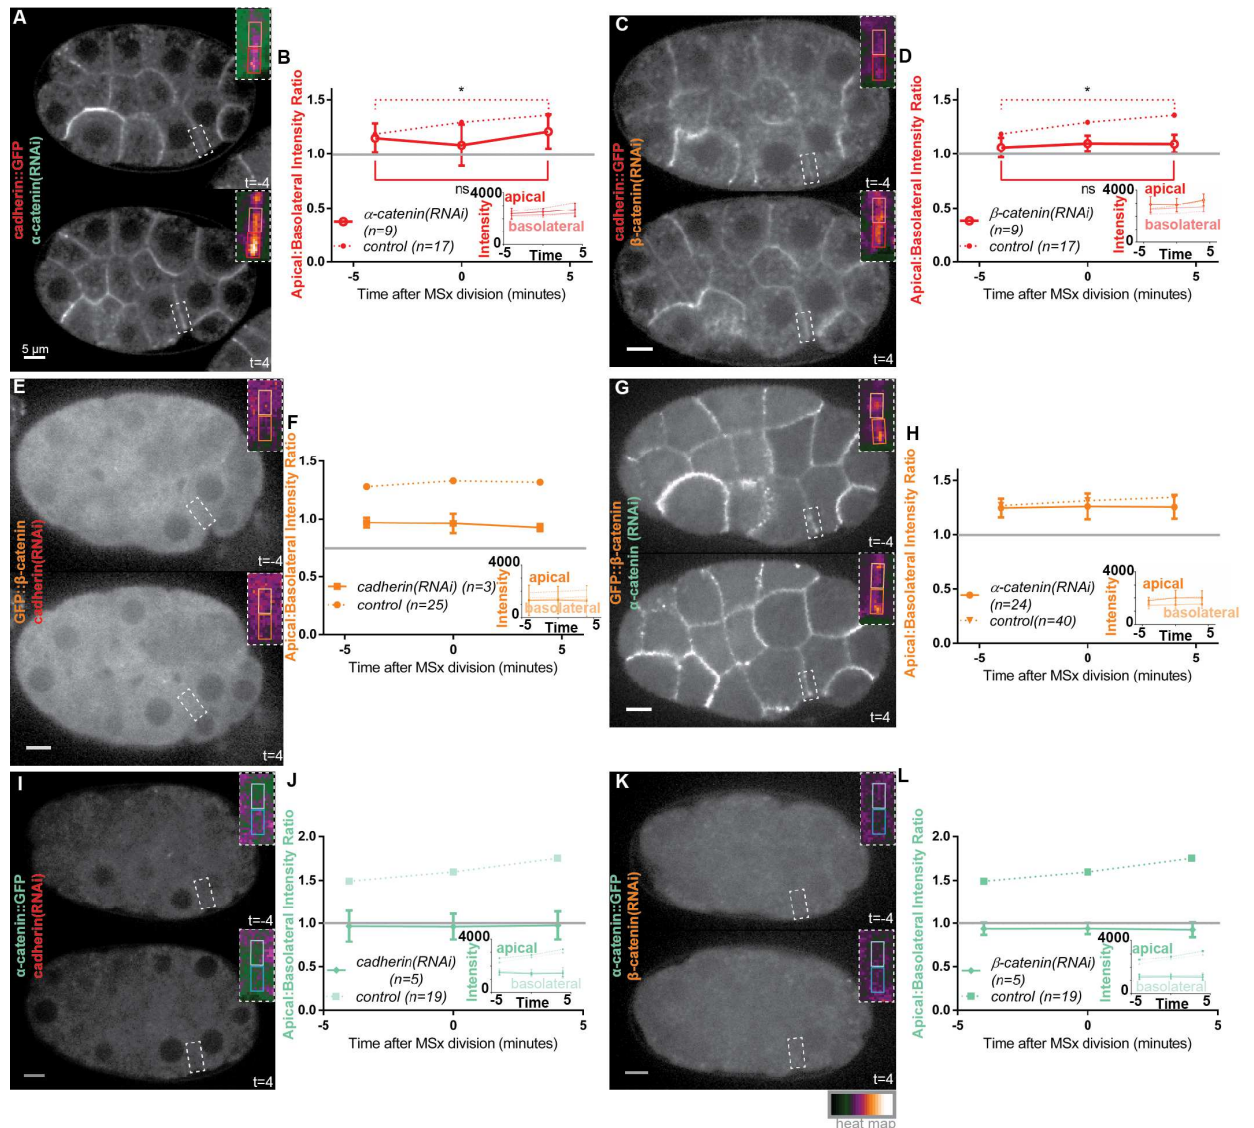 A
cadherin::GFP
α-catenin(RNAi)
t=-4
5 µm
t=4
B
Apical:Basolateral Intensity Ratio
1.5
1.0
0.5
0.0
*
ns
α-catenin(RNAi)
(n=9)
control (n=17)
4000
apical
Intensity
basolateral
0
-5
Time
5
-5
0
5
Time after MSx division (minutes)
C
cadherin::GFP
β-catenin(RNAi)
t=-4
t=4
D
Apical:Basolateral Intensity Ratio
1.5
1.0
0.5
0.0
*
ns
β-catenin(RNAi)
(n=9)
control (n=17)
4000
apical
Intensity
basolateral
0
-5
Time
5
-5
0
5
Time after MSx division (minutes)
E
GFP::β-catenin
cadherin(RNAi)
t=-4
t=4
F
Apical:Basolateral Intensity Ratio
1.5
1.0
0.5
0.0
cadherin(RNAi) (n=3)
control (n=25)
4000
apical
Intensity
basolateral
0
-5
Time
5
-5
0
5
Time after MSx division (minutes)
G
GFP::β-catenin
α-catenin (RNAi)
t=-4
t=4
H
Apical:Basolateral Intensity Ratio
1.5
1.0
0.5
0.0
α-catenin(RNAi)
(n=24)
control(n=40)
4000
apical
Intensity
basolateral
0
-5
Time
5
-5
0
5
Time after MSx division (minutes)
I
α-catenin::GFP
cadherin(RNAi)
t=-4
t=4
J
Apical:Basolateral Intensity Ratio
2.0
1.5
1.0
0.5
0.0
cadherin(RNAi)
(n=5)
control (n=19)
4000
apical
Intensity
basolateral
0
-5
Time
5
-5
0
5
Time after MSx division (minutes)
K
α-catenin::GFP
β-catenin(RNAi)
t=-4
t=4
heat map
L
Apical:Basolateral Intensity Ratio
2.0
1.5
1.0
0.5
0.0
β-catenin(RNAi)
(n=5)
control (n=19)
4000
apical
Intensity
basolateral
0
-5
Time
5
-5
0
5
Time after MSx division (minutes)